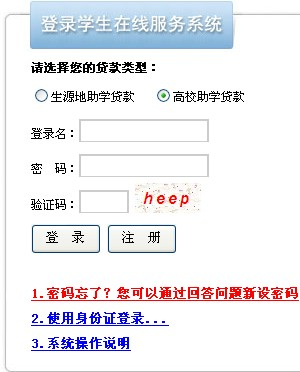 登录学生在线服务系统
请选择您的贷款类型：
生源地助学贷款 高校助学贷款
登录名：
密 码：
验证码： heep
登 录 注 册
1.密码忘了？您可以通过回答问题新设密码
2.使用身份证登录...
3.系统操作说明